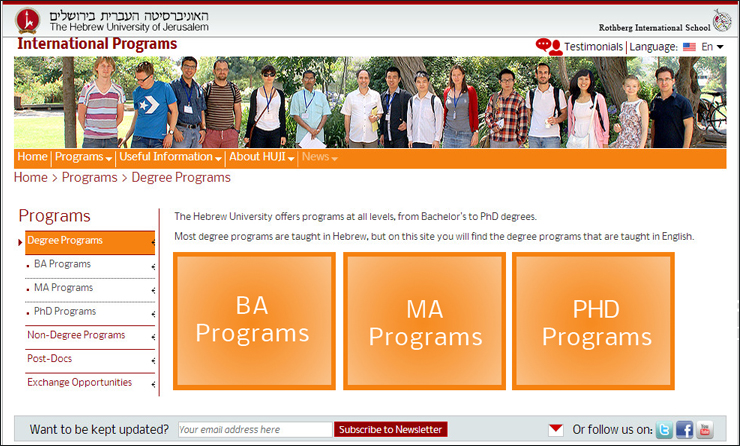 האוניברסיטה העברית בירושלים
The Hebrew University of Jerusalem
Rothberg International School
International Programs
Testimonials | Language: En
Home | Programs | Useful Information | About HUJI | News
Home > Programs > Degree Programs
Programs
Degree Programs
BA Programs
MA Programs
PhD Programs
Non-Degree Programs
Post-Docs
Exchange Opportunities
The Hebrew University offers programs at all levels, from Bachelor's to PhD degrees.
Most degree programs are taught in Hebrew, but on this site you will find the degree programs that are taught in English.
BA
Programs
MA
Programs
PHD
Programs
Want to be kept updated? Your email address here Subscribe to Newsletter Or follow us on: